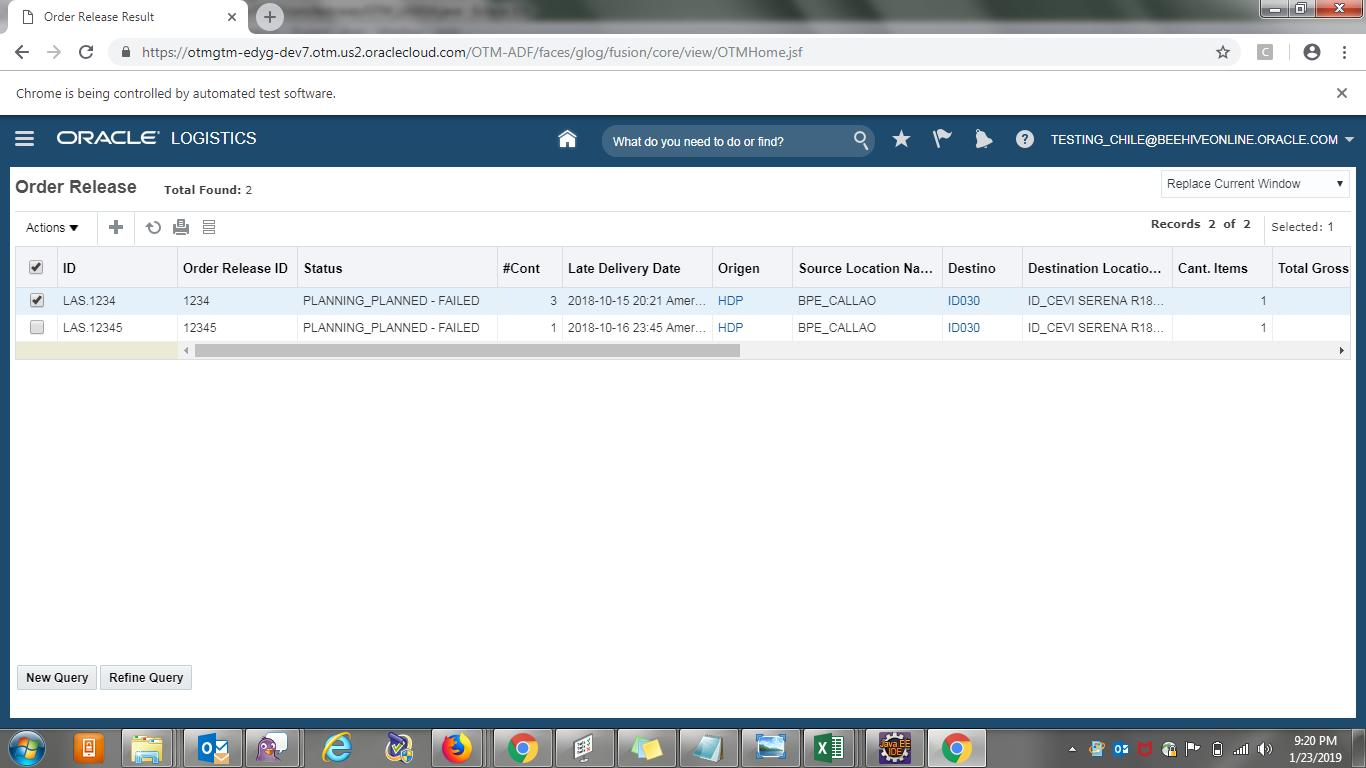 Order Release Result
https://otmgtm-edyg-dev7.otm.us2.oraclecloud.com/OTM-ADF/faces/glog/fusion/core/view/OTMHome.jsf
C
Chrome is being controlled by automated test software.
ORACLE LOGISTICS
What do you need to do or find?
TESTING_CHILE@BEEHIVEONLINE.ORACLE.COM
Order Release Total Found: 2
Replace Current Window
Actions
Records 2 of 2 Selected: 1
ID Order Release ID Status #Cont Late Delivery Date Origen Source Location Na... Destino Destination Locatio... Cant. Items Total Gross
LAS.1234 1234 PLANNING_PLANNED - FAILED 3 2018-10-15 20:21 Amer... HDP BPE_CALLAO ID030 ID_CEVI SERENA R18... 1
LAS.12345 12345 PLANNING_PLANNED - FAILED 1 2018-10-16 23:45 Amer... HDP BPE_CALLAO ID030 ID_CEVI SERENA R18... 1
New Query Refine Query
Java EE
IDE
9:20 PM
1/23/2019